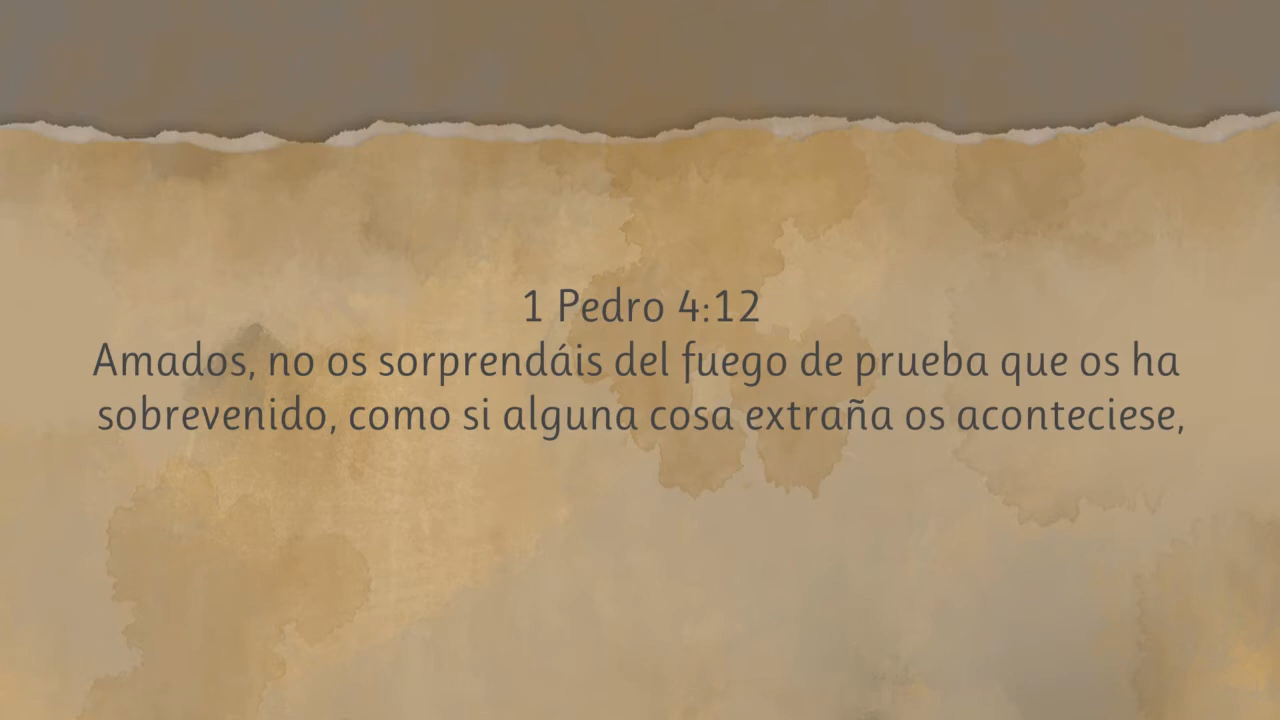 1 Pedro 4:12
Amados, no os sorprendáis del fuego de prueba que os ha
sobrevenido, como si alguna cosa extraña os aconteciese,